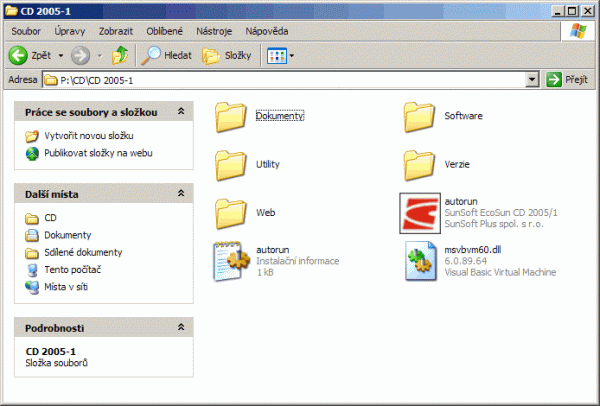 CD 2005-1
Soubor Úpravy Zobrazit Oblíbené Nástroje Nápověda
Zpět Hledat Složky
Adresa P:\CD\CD 2005-1 Přejít
Práce se soubory a složkou
Vytvořit novou složku
Publikovat složky na webu
Další místa
CD
Dokumenty
Sdílené dokumenty
Tento počítač
Místa v síti
Podrobnosti
CD 2005-1
Složka souborů
Dokumenty
Software
Utility
Verzie
Web
autorun
SunSoft EcoSun CD 2005/1
SunSoft Plus spol. s r.o.
autorun
Instalační informace
1 kB
msvbvm60.dll
6.0.89.64
Visual Basic Virtual Machine